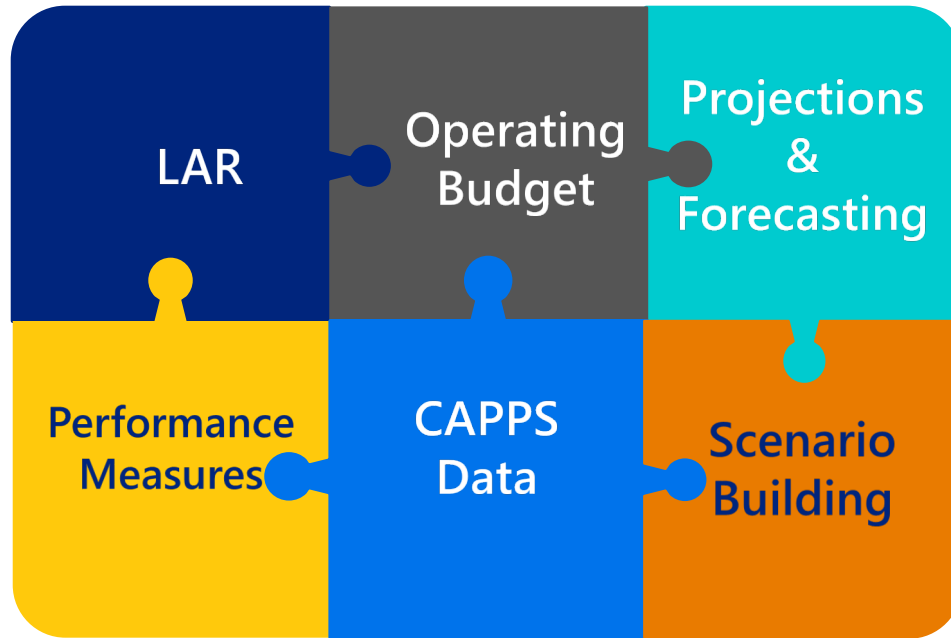 LAR
Operating
Budget
Projections
&
Forecasting
Performance
Measures
CAPPS
Data
Scenario
Building